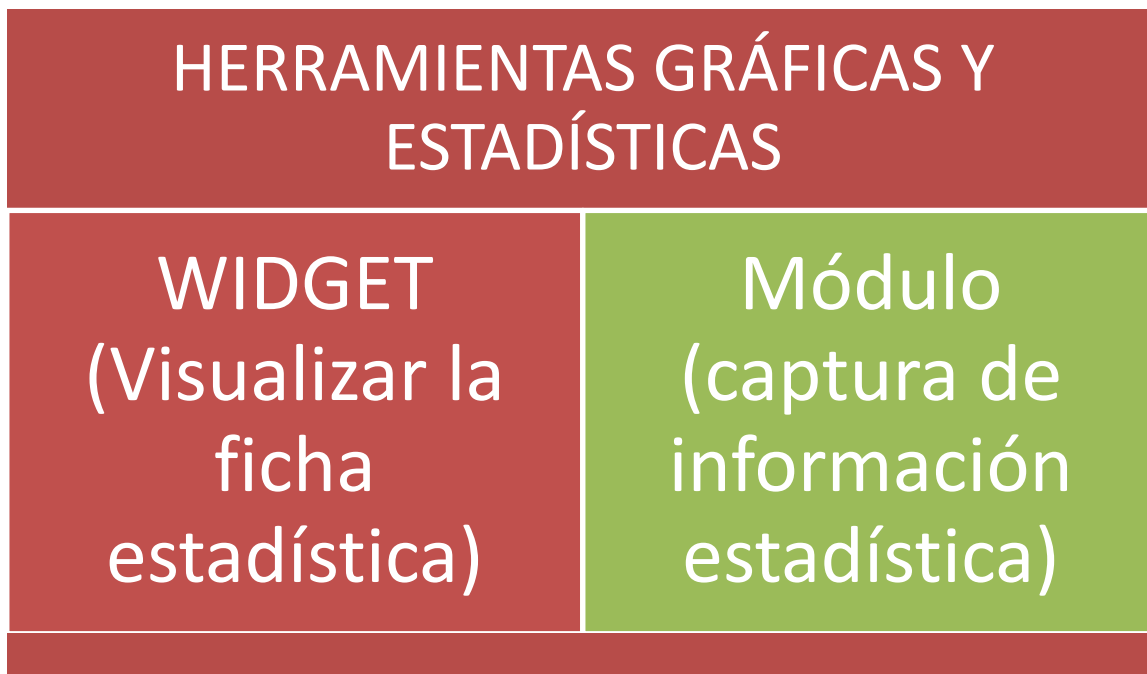 HERRAMIENTAS GRÁFICAS Y
ESTADÍSTICAS
WIDGET
(Visualizar la
ficha
estadística)
Módulo
(captura de
información
estadística)